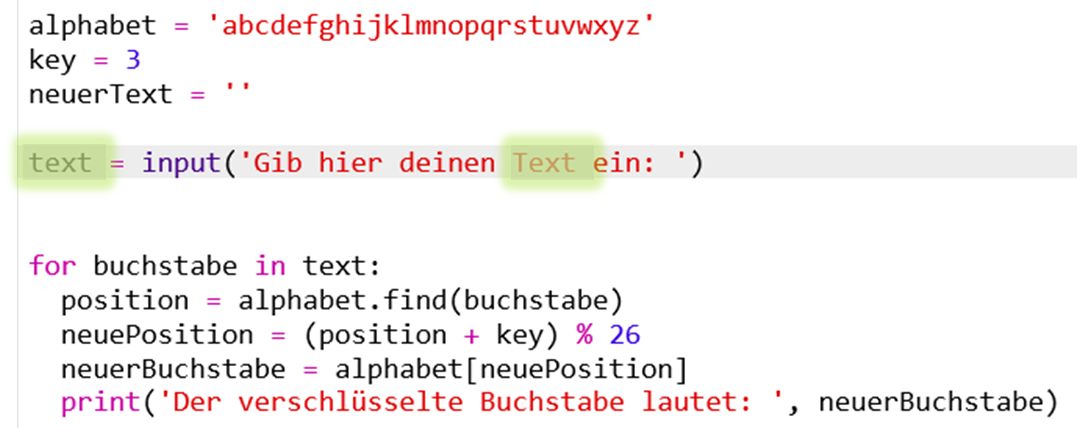 alphabet = 'abcdefghijklmnopqrstuvwxyz'
key = 3
neuerText = ''
text = input('Gib hier deinen Text ein: ')
for buchstabe in text:
  position = alphabet.find(buchstabe)
  neuePosition = (position + key) % 26
  neuerBuchstabe = alphabet[neuePosition]
  print('Der verschlüsselte Buchstabe lautet: ', neuerBuchstabe)